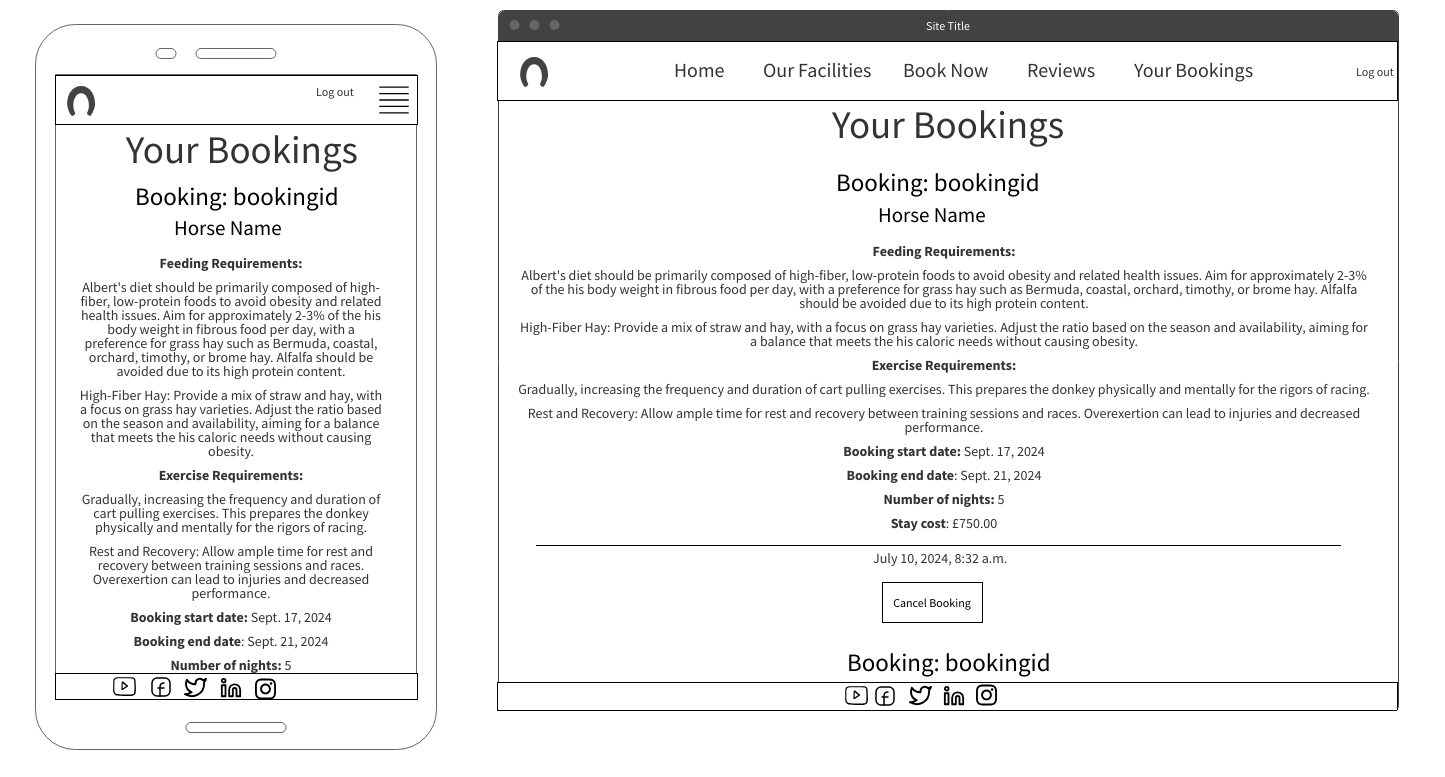 Log out
Your Bookings
Booking: bookingid
Horse Name
Feeding Requirements:
Albert's diet should be primarily composed of high-
fiber, low-protein foods to avoid obesity and related
health issues. Aim for approximately 2-3% of the his
body weight in fibrous food per day, with a
preference for grass hay such as Bermuda, coastal,
orchard, timothy, or brome hay. Alfalfa should be
avoided due to its high protein content.
High-Fiber Hay: Provide a mix of straw and hay, with
a focus on grass hay varieties. Adjust the ratio based
on the season and availability, aiming for a balance
that meets the his caloric needs without causing
obesity.
Exercise Requirements:
Gradually, increasing the frequency and duration of
cart pulling exercises. This prepares the donkey
physically and mentally for the rigors of racing.
Rest and Recovery: Allow ample time for rest and
recovery between training sessions and races.
Overexertion can lead to injuries and decreased
performance.
Booking start date: Sept. 17, 2024
Booking end date: Sept. 21, 2024
Number of nights: 5
Site Title
Home Our Facilities Book Now Reviews Your Bookings Log out
Your Bookings
Booking: bookingid
Horse Name
Feeding Requirements:
Albert's diet should be primarily composed of high-fiber, low-protein foods to avoid obesity and related health issues. Aim for approximately 2-3%
of the his body weight in fibrous food per day, with a preference for grass hay such as Bermuda, coastal, orchard, timothy, or brome hay. Alfalfa
should be avoided due to its high protein content.
High-Fiber Hay: Provide a mix of straw and hay, with a focus on grass hay varieties. Adjust the ratio based on the season and availability, aiming for
a balance that meets the his caloric needs without causing obesity.
Exercise Requirements:
Gradually, increasing the frequency and duration of cart pulling exercises. This prepares the donkey physically and mentally for the rigors of racing.
Rest and Recovery: Allow ample time for rest and recovery between training sessions and races. Overexertion can lead to injuries and decreased
performance.
Booking start date: Sept. 17, 2024
Booking end date: Sept. 21, 2024
Number of nights: 5
Stay cost: £750.00
July 10, 2024, 8:32 a.m.
Cancel Booking
Booking: bookingid